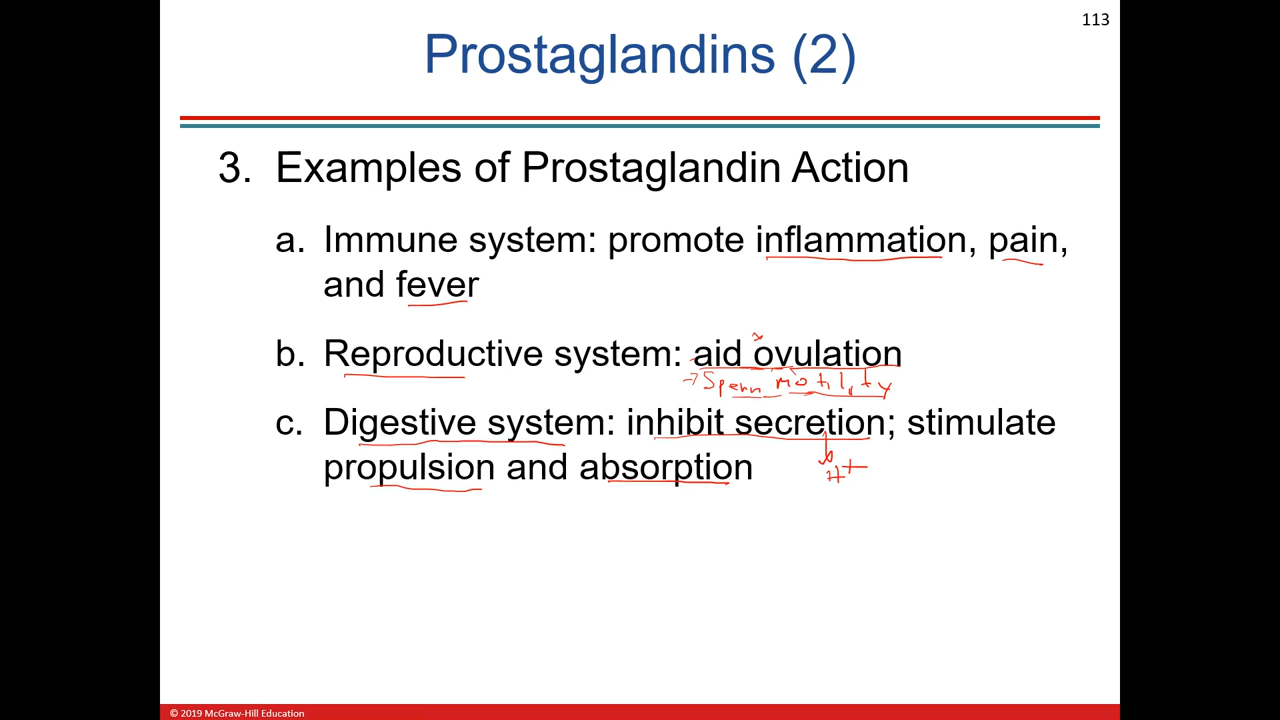 113
Prostaglandins (2)
3. Examples of Prostaglandin Action
a. Immune system: promote inflammation, pain,
and fever
b. Reproductive system: aid ovulation
→ Sperm motility
c. Digestive system: inhibit secretion; stimulate
propulsion and absorption
H+
© 2019 McGraw-Hill Education